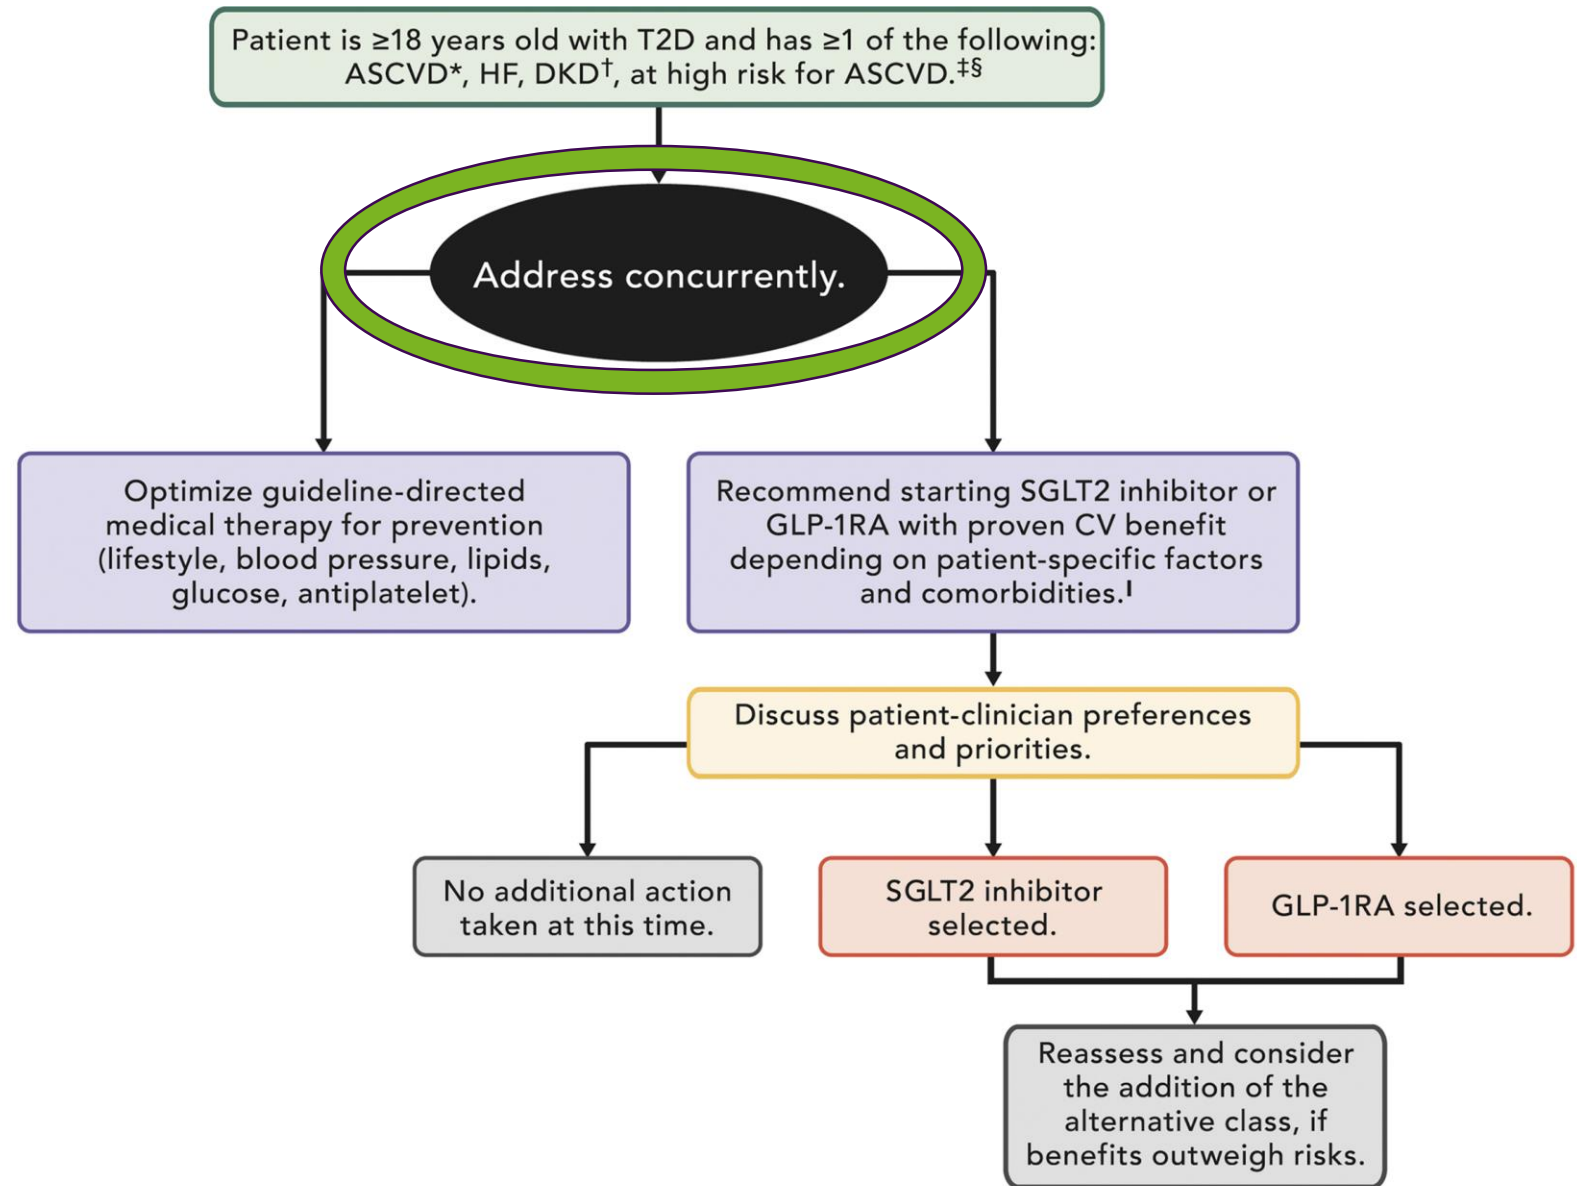 Patient is ≥18 years old with T2D and has ≥1 of the following:
ASCVD*, HF, DKD†, at high risk for ASCVD.‡§
Address concurrently.
Optimize guideline-directed
medical therapy for prevention
(lifestyle, blood pressure, lipids,
glucose, antiplatelet).
Recommend starting SGLT2 inhibitor or
GLP-1RA with proven CV benefit
depending on patient-specific factors
and comorbidities.ǀ
Discuss patient-clinician preferences
and priorities.
No additional action
taken at this time.
SGLT2 inhibitor
selected.
GLP-1RA selected.
Reassess and consider
the addition of the
alternative class, if
benefits outweigh risks.